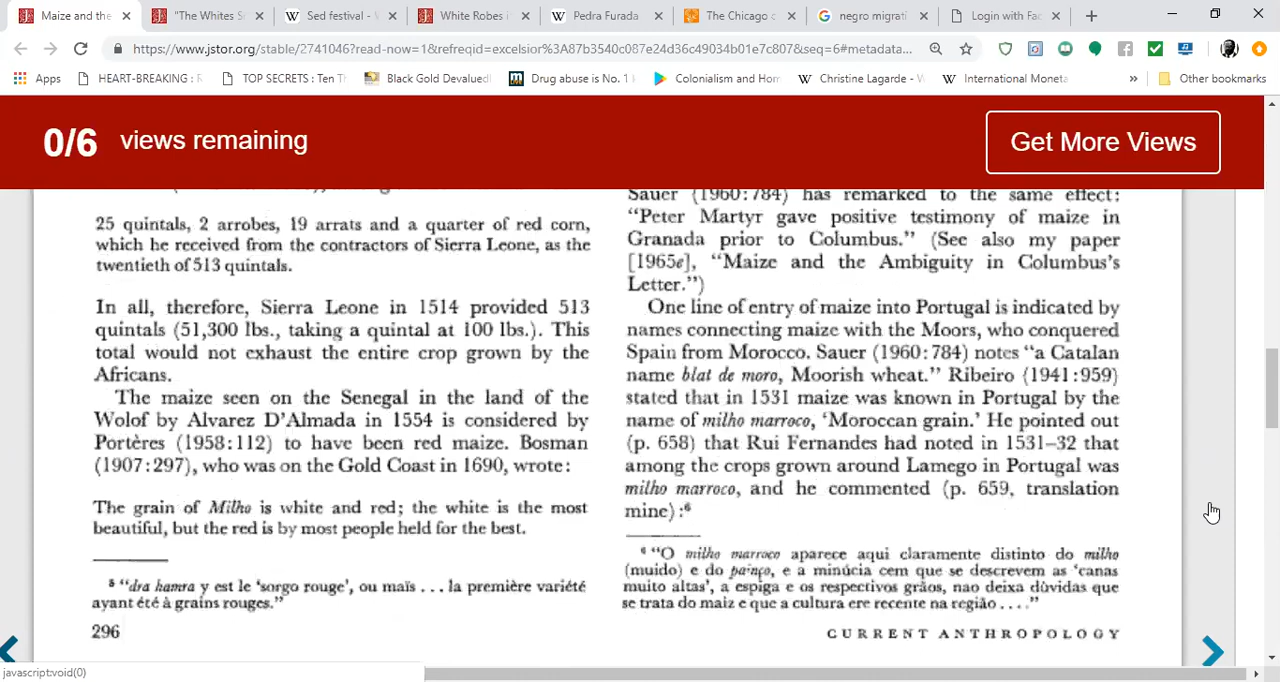 Maize and the
"The Whites S
Sed festival -
White Robes i
Pedra Furada
The Chicago
negro migrati
Login with Fac
https://www.jstor.org/stable/2741046?read-now=1&refreqid=excelsior%3A87b3540c087e24d36c49034b01e7c807&seq=6#metadata...
Apps
HEART-BREAKING : R
TOP SECRETS : Ten Th
Black Gold Devalued
Drug abuse is No. 1
Colonialism and Hom
Christine Lagarde - W
International Moneta
»
Other bookmarks
0/6 views remaining
Get More Views
25 quintals, 2 arrobes, 19 arrats and a quarter of red corn,
which he received from the contractors of Sierra Leone, as the
twentieth of 513 quintals.
In all, therefore, Sierra Leone in 1514 provided 513
quintals (51,300 lbs., taking a quintal at 100 lbs.). This
total would not exhaust the entire crop grown by the
Africans.
The maize seen on the Senegal in the land of the
Wolof by Alvarez D'Almada in 1554 is considered by
Portères (1958:112) to have been red maize. Bosman
(1907:297), who was on the Gold Coast in 1690, wrote:
The grain of Milho is white and red; the white is the most
beautiful, but the red is by most people held for the best.
5 "dra hamra y est le 'sorgo rouge', ou maïs . . . la première variété
ayant été à grains rouges."
296
Sauer (1960:784) has remarked to the same effect:
"Peter Martyr gave positive testimony of maize in
Granada prior to Columbus." (See also my paper
[1965e], "Maize and the Ambiguity in Columbus's
Letter.")
One line of entry of maize into Portugal is indicated by
names connecting maize with the Moors, who conquered
Spain from Morocco. Sauer (1960:784) notes "a Catalan
name blat de moro, Moorish wheat." Ribeiro (1941:959)
stated that in 1531 maize was known in Portugal by the
name of milho marroco, 'Moroccan grain.' He pointed out
(p. 658) that Rui Fernandes had noted in 1531–32 that
among the crops grown around Lamego in Portugal was
milho marroco, and he commented (p. 659, translation
mine):6
6 "O milho marroco aparece aqui claramente distinto do milho
(muido) e do painço, e a minúcia cem que se descrevem as 'canas
muito altas', a espiga e os respectivos grãos, nao deixa dúvidas que
se trata do maiz e que a cultura ere recente na região . . . ."
CURRENT ANTHROPOLOGY
javascript:void(0)